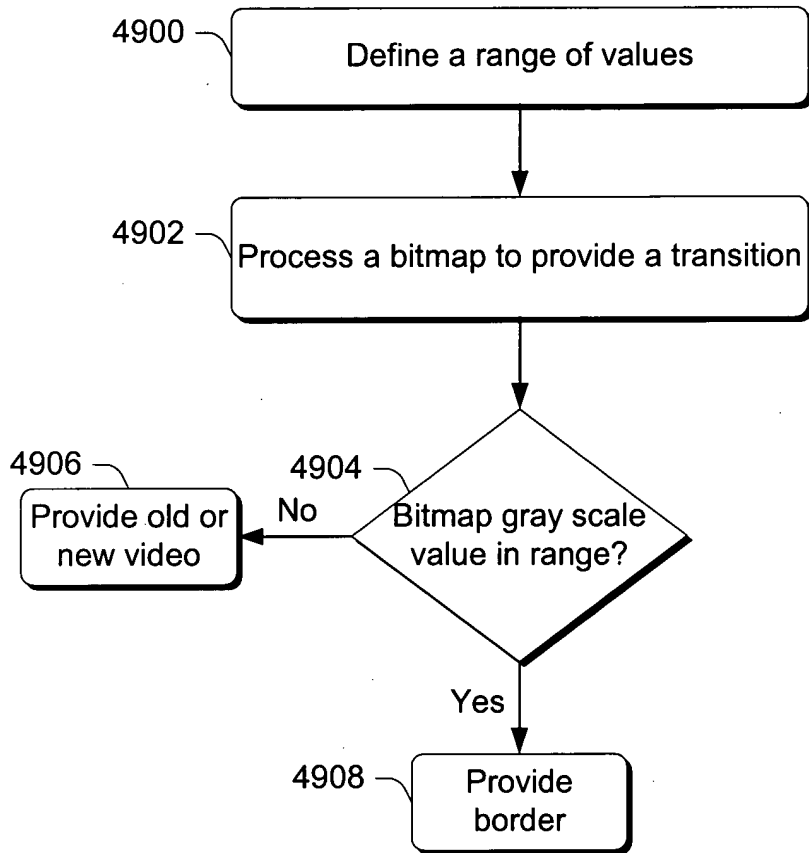 4900
Define a range of values
4902
Process a bitmap to provide a transition
4904
Bitmap gray scale
value in range?
4906
No
Provide old or
new video
Yes
4908
Provide
border